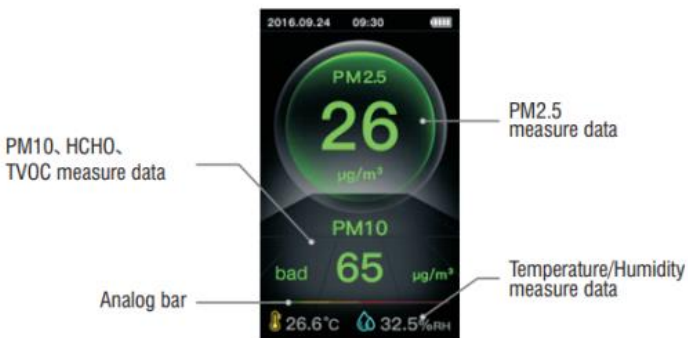 2016.09.24 09:30
PM2.5
26
µg/m³
PM2.5
measure data
PM10、HCHO、
TVOC measure data
PM10
bad 65 µg/m³
Analog bar
Temperature/Humidity
measure data
26.6°C 32.5%RH